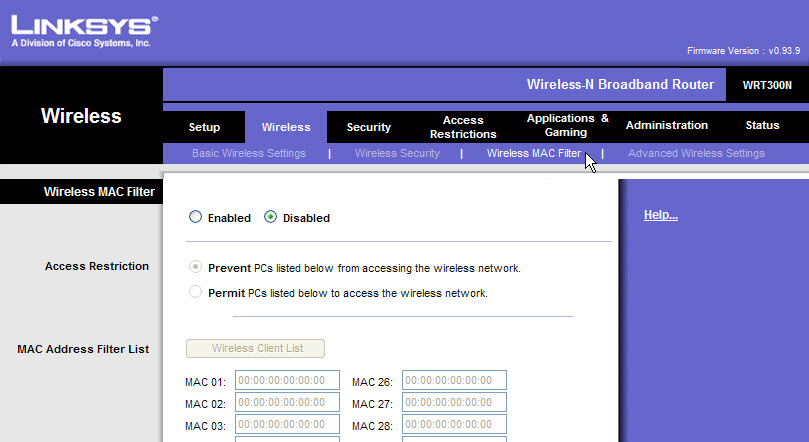 LINKSYS®
A Division of Cisco Systems, Inc.
Firmware Version : v0.93.9
Wireless-N Broadband Router WRT300N
Wireless
Setup Wireless Security Access Restrictions Applications & Gaming Administration Status
Basic Wireless Settings | Wireless Security | Wireless MAC Filter | Advanced Wireless Settings
Wireless MAC Filter
Enabled Disabled
Help...
Access Restriction
Prevent PCs listed below from accessing the wireless network.
Permit PCs listed below to access the wireless network.
MAC Address Filter List
Wireless Client List
MAC 01: 00:00:00:00:00:00 MAC 26: 00:00:00:00:00:00
MAC 02: 00:00:00:00:00:00 MAC 27: 00:00:00:00:00:00
MAC 03: 00:00:00:00:00:00 MAC 28: 00:00:00:00:00:00